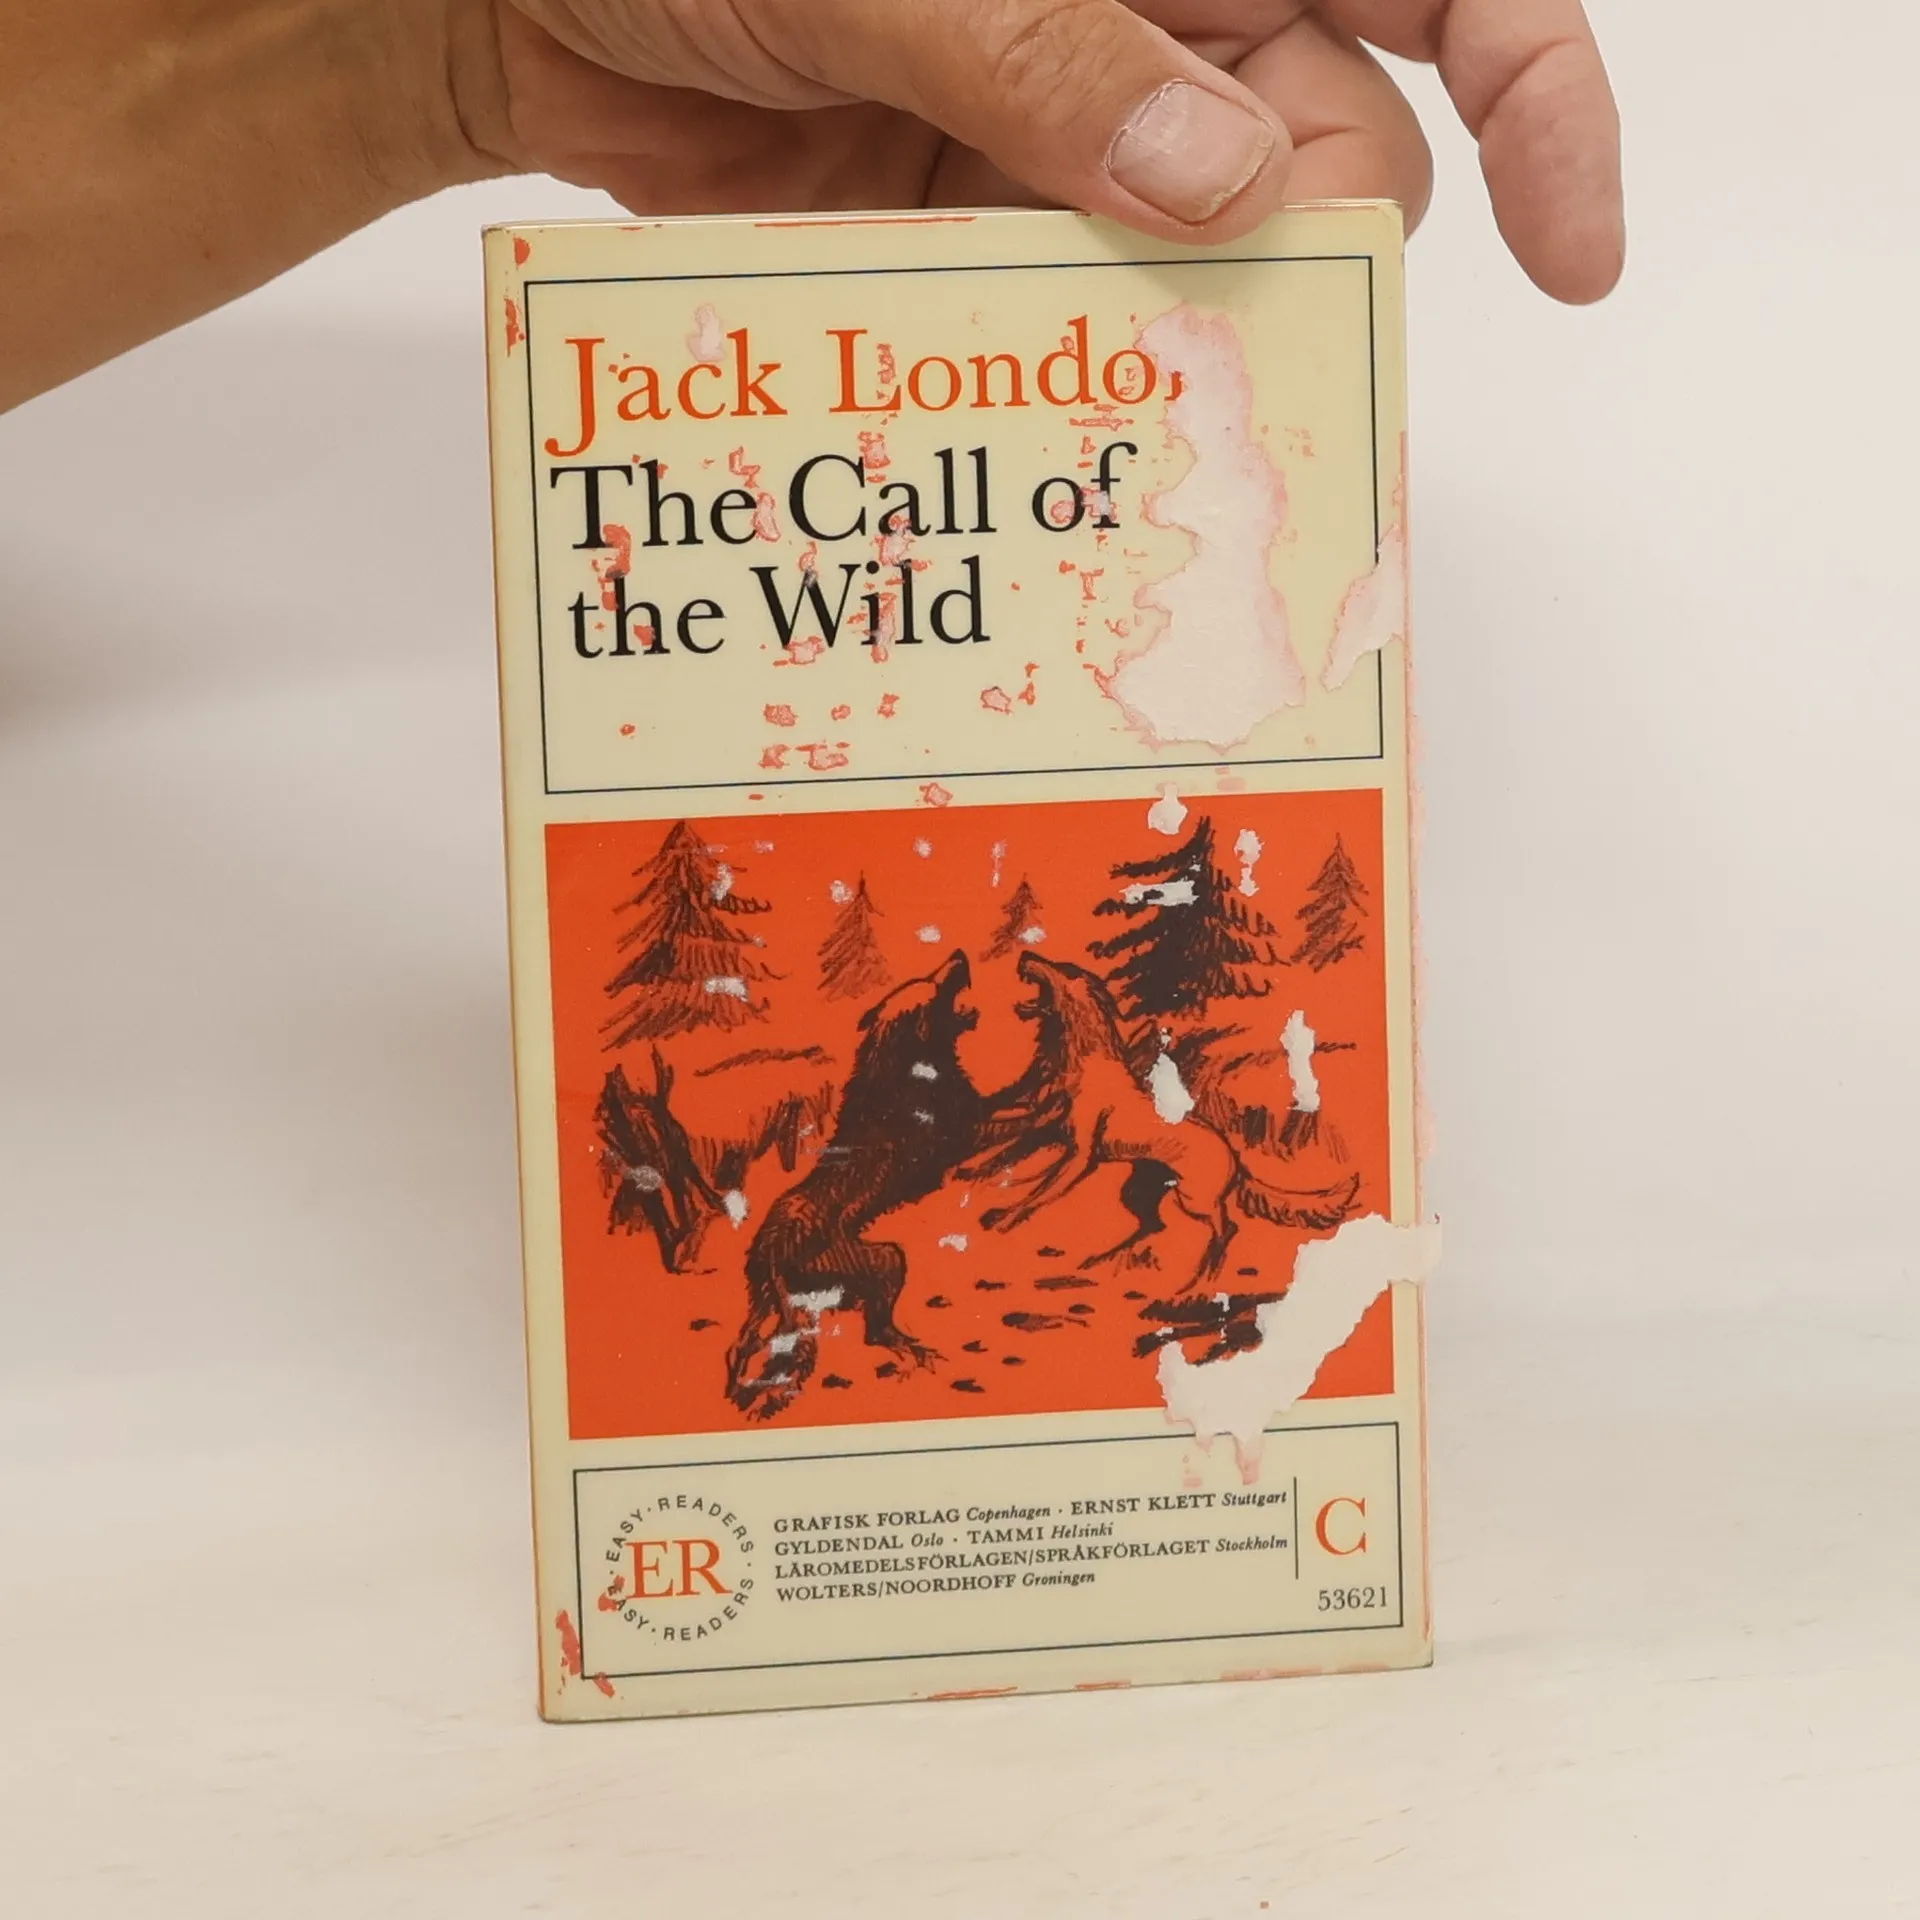 Jack Londo
The Call of
the Wild
EASY · READERS · EASY · READERS ·
ER
GRAFISK FORLAG Copenhagen · ERNST KLETT Stuttgart
GYLDENDAL Oslo · TAMMI Helsinki
LÄROMEDELSFÖRLAGEN/SPRÅKFÖRLAGET Stockholm
WOLTERS/NOORDHOFF Groningen
C
53621